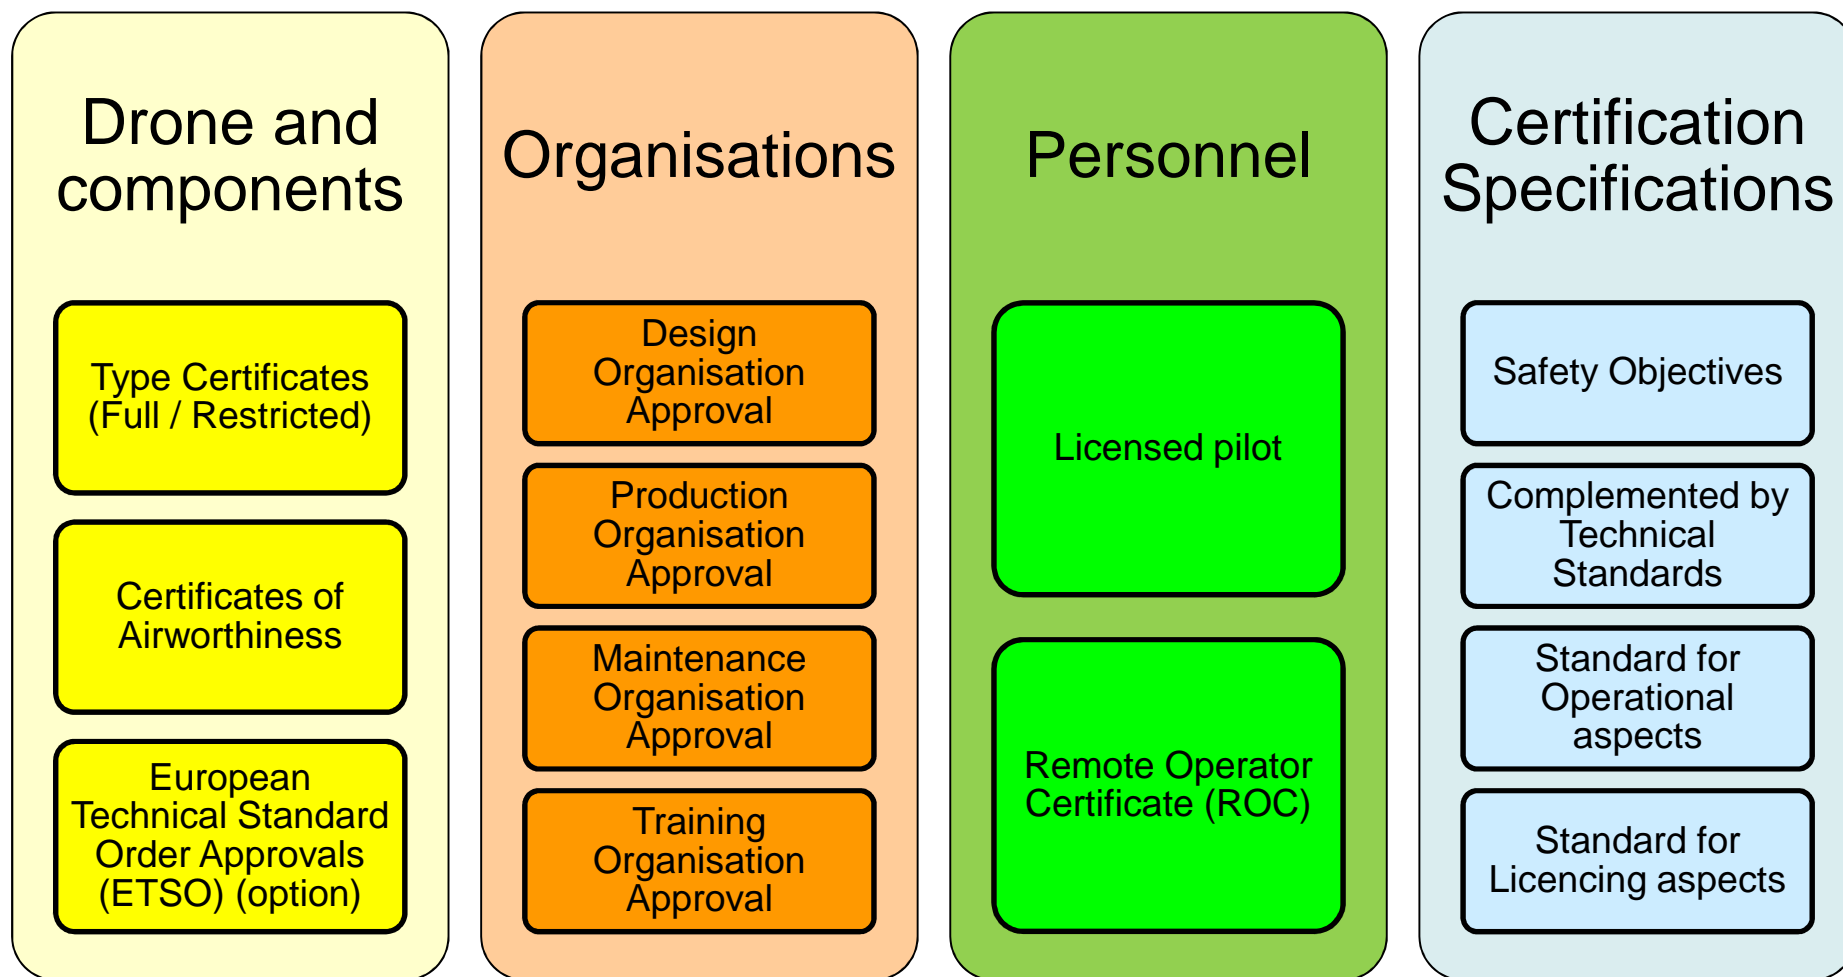 Drone and
components
Type Certificates
(Full / Restricted)
Certificates of
Airworthiness
European
Technical Standard
Order Approvals
(ETSO) (option)
Organisations
Design
Organisation
Approval
Production
Organisation
Approval
Maintenance
Organisation
Approval
Training
Organisation
Approval
Personnel
Licensed pilot
Remote Operator
Certificate (ROC)
Certification
Specifications
Safety Objectives
Complemented by
Technical
Standards
Standard for
Operational
aspects
Standard for
Licencing aspects